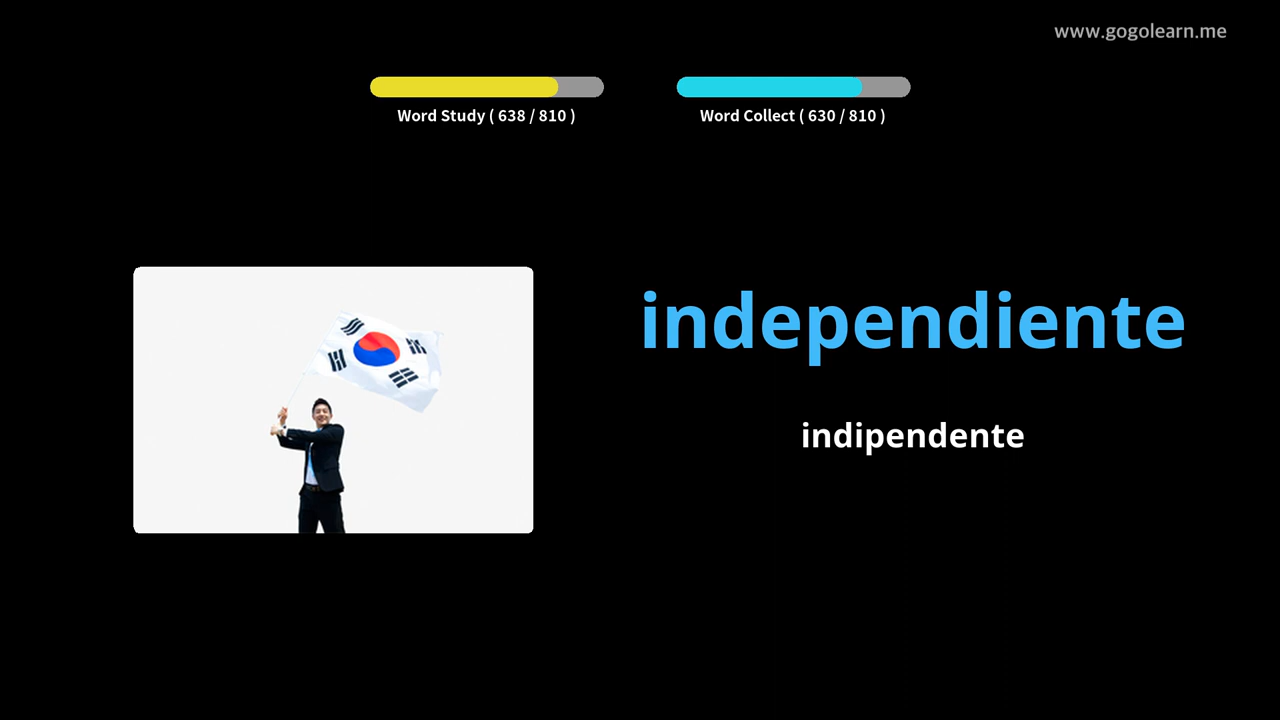 www.gogolearn.me
Word Study ( 638 / 810 )
Word Collect ( 630 / 810 )
independiente
indipendente